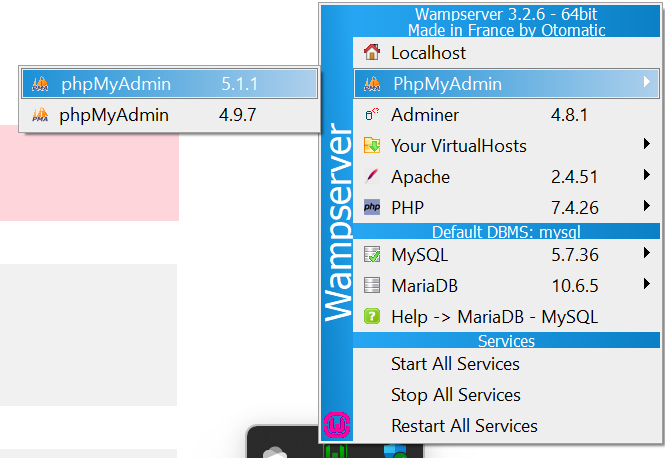 Wampserver 3.2.6 - 64bit
Made in France by Otomatic
Localhost
PhpMyAdmin
phpMyAdmin 5.1.1
phpMyAdmin 4.9.7
Adminer 4.8.1
Your VirtualHosts
Apache 2.4.51
php PHP 7.4.26
Default DBMS: mysql
MySQL 5.7.36
MariaDB 10.6.5
Help -> MariaDB - MySQL
Services
Start All Services
Stop All Services
Restart All Services
Wampserver